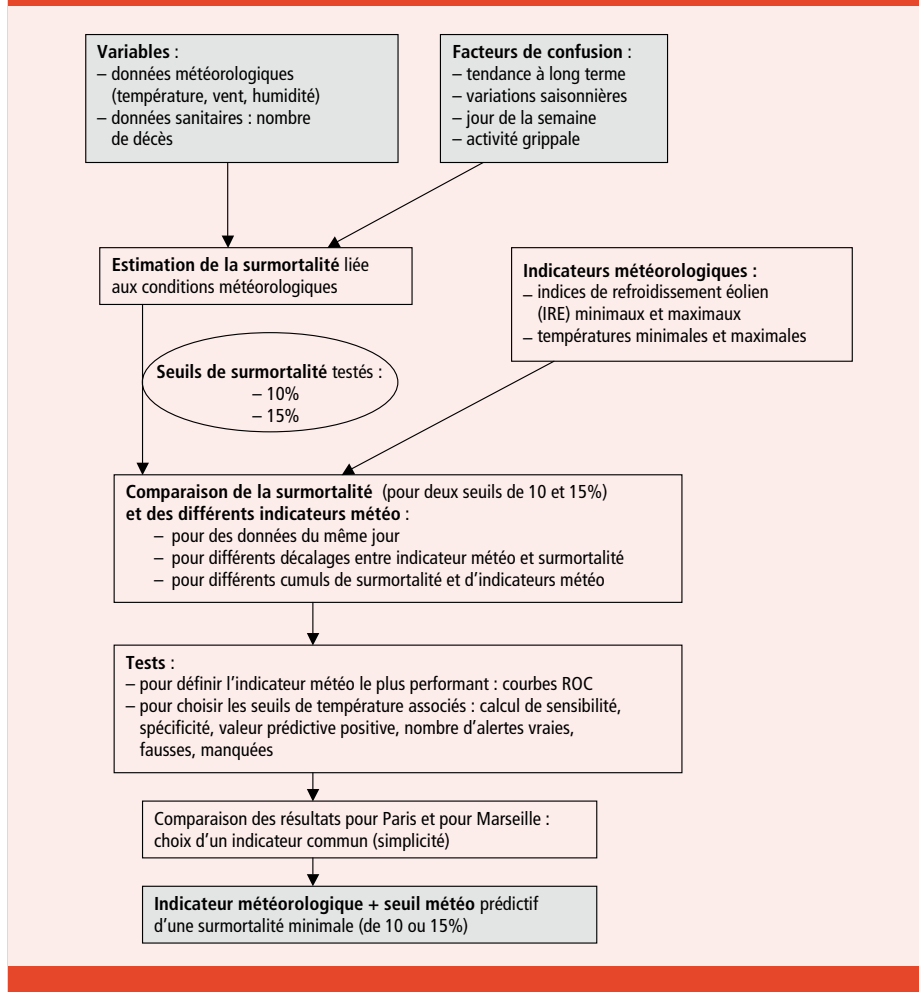 Variables :
– données météorologiques
(température, vent, humidité)
– données sanitaires : nombre
de décès
Facteurs de confusion :
– tendance à long terme
– variations saisonnières
– jour de la semaine
– activité grippale
Estimation de la surmortalité liée
aux conditions météorologiques
Indicateurs météorologiques :
– indices de refroidissement éolien
(IRE) minimaux et maximaux
– températures minimales et maximales
Seuils de surmortalité testés :
– 10%
– 15%
Comparaison de la surmortalité (pour deux seuils de 10 et 15%)
et des différents indicateurs météo :
– pour des données du même jour
– pour différents décalages entre indicateur météo et surmortalité
– pour différents cumuls de surmortalité et d'indicateurs météo
Tests :
– pour définir l'indicateur météo le plus performant : courbes ROC
– pour choisir les seuils de température associés : calcul de sensibilité,
spécificité, valeur prédictive positive, nombre d'alertes vraies,
fausses, manquées
Comparaison des résultats pour Paris et pour Marseille :
choix d'un indicateur commun (simplicité)
Indicateur météorologique + seuil météo prédictif
d'une surmortalité minimale (de 10 ou 15%)